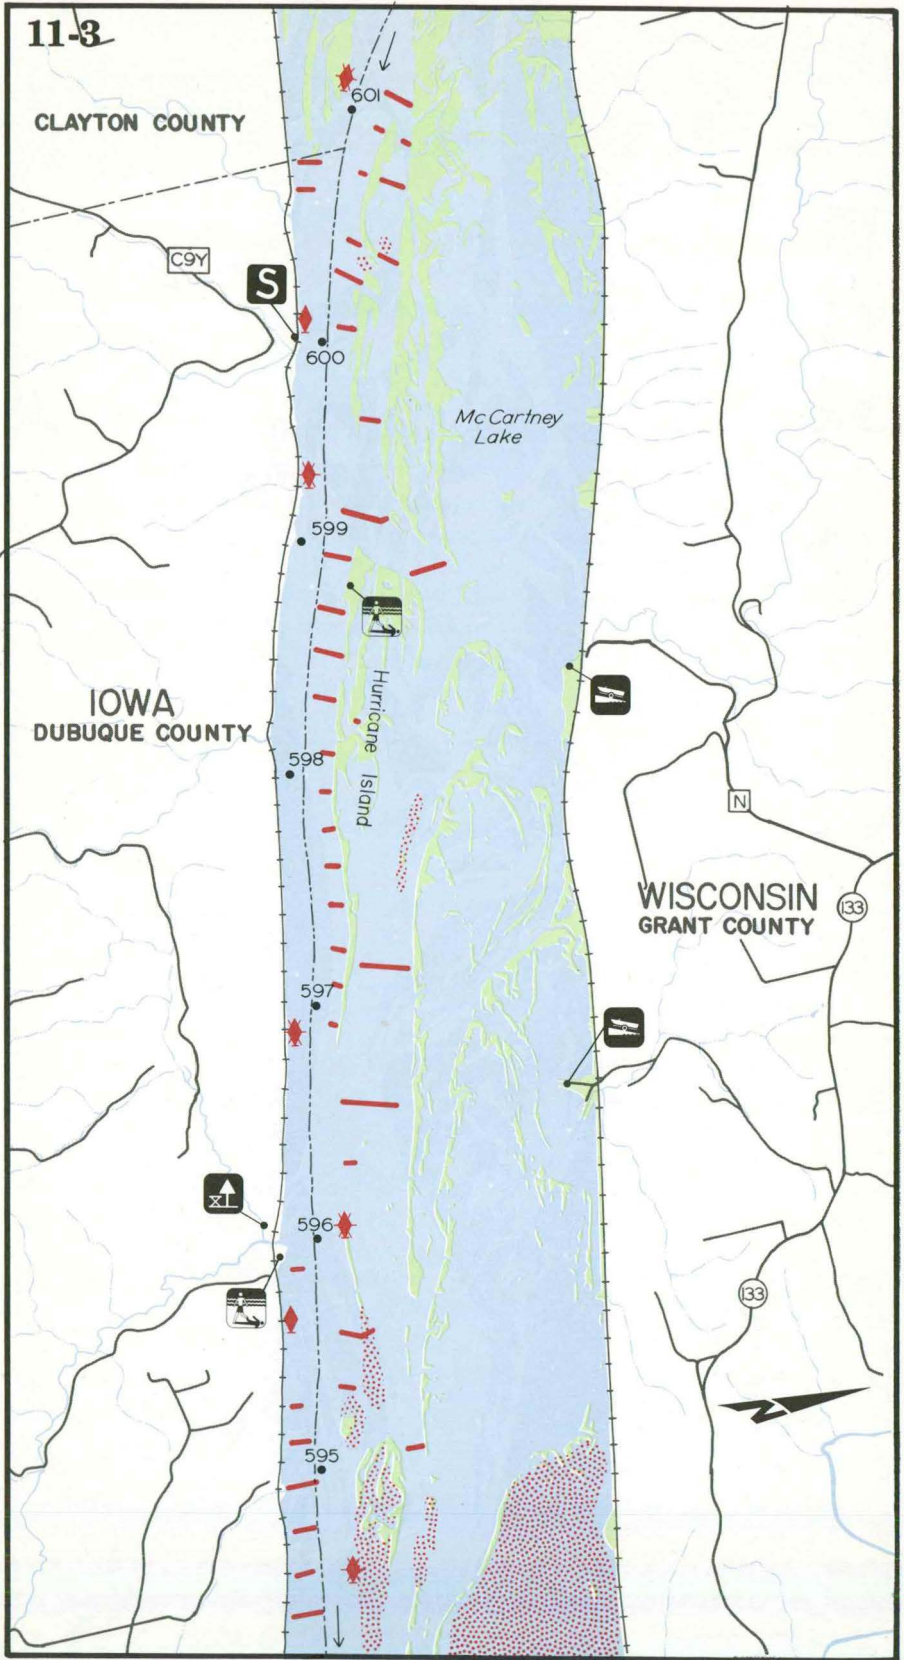 11-3
601
CLAYTON COUNTY
C9Y
S
600
McCartney
Lake
599
Hurricane Island
IOWA
DUBUQUE COUNTY
598
N
WISCONSIN
GRANT COUNTY
133
597
596
133
N
595